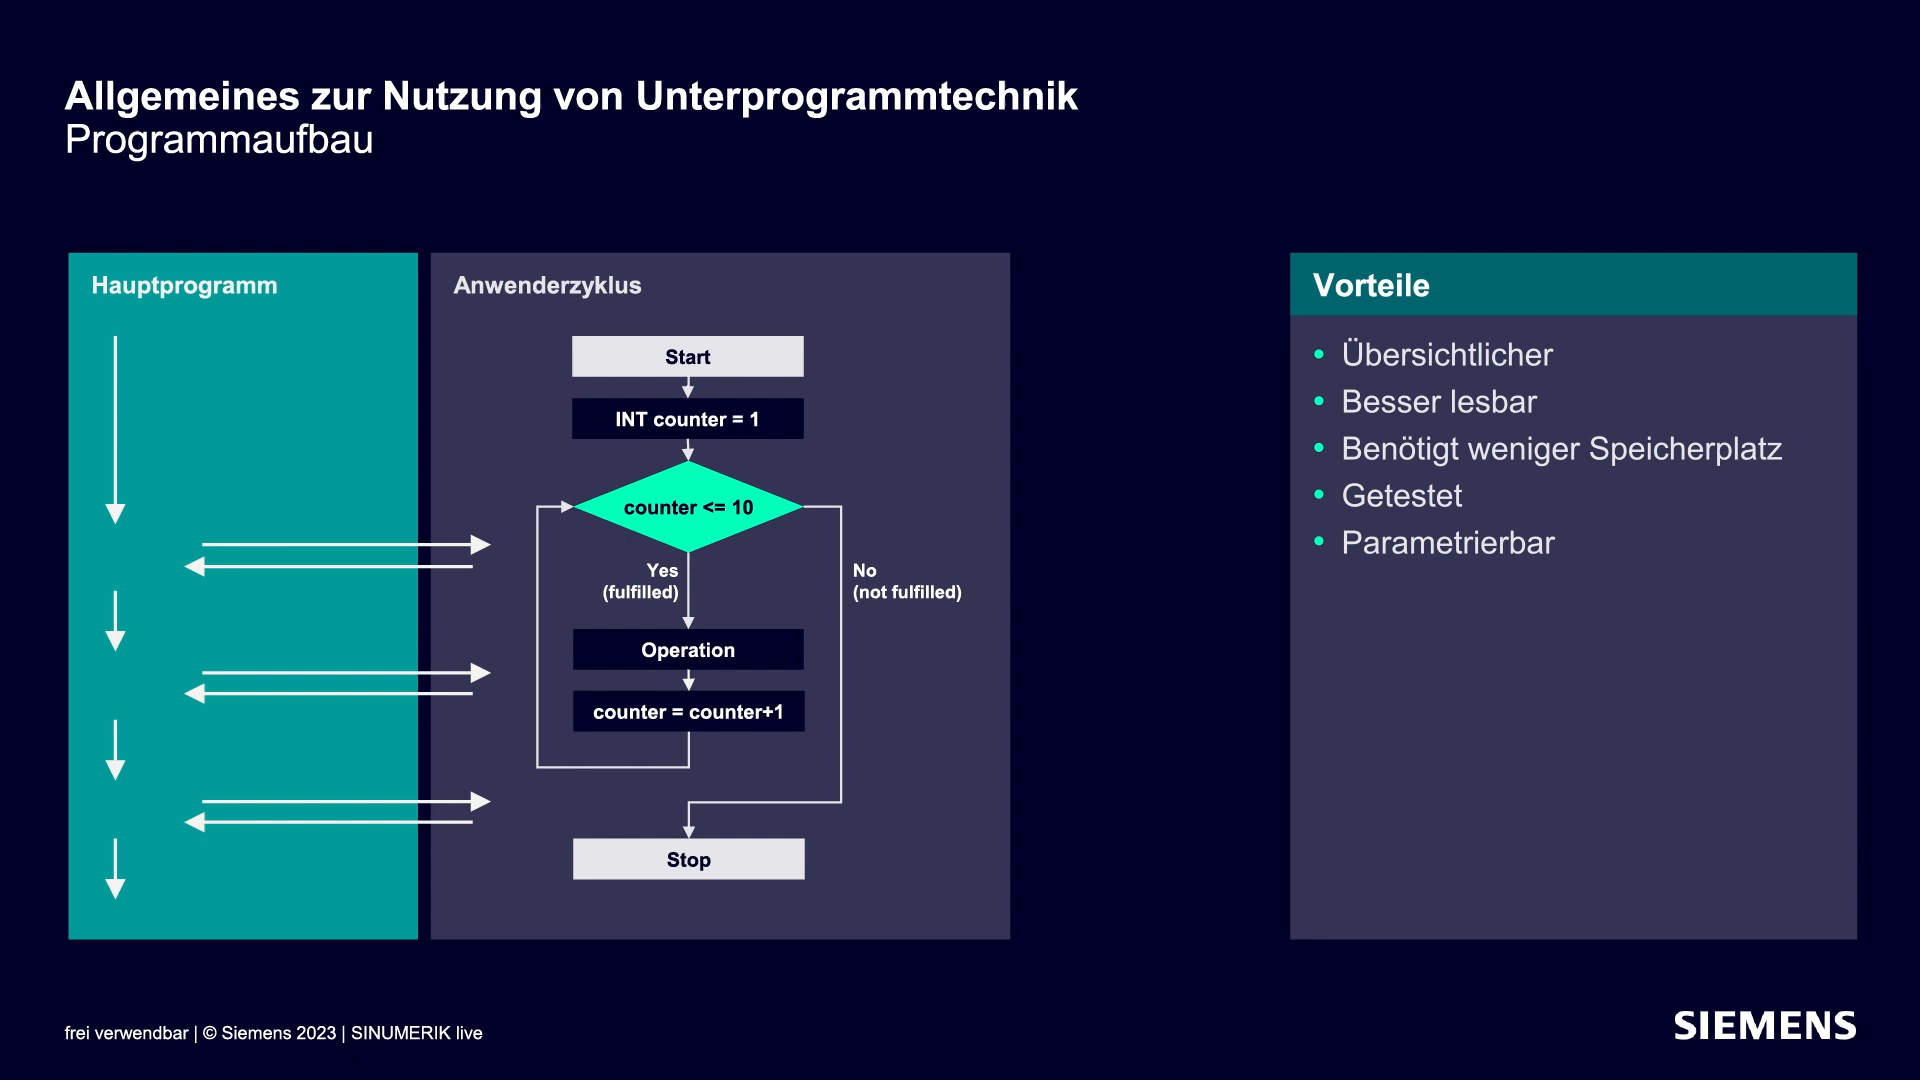 Allgemeines zur Nutzung von Unterprogrammtechnik
Programmaufbau
Hauptprogramm
Anwenderzyklus
Start
INT counter = 1
counter <= 10
Yes
(fulfilled)
No
(not fulfilled)
Operation
counter = counter+1
Stop
Vorteile
• Übersichtlicher
• Besser lesbar
• Benötigt weniger Speicherplatz
• Getestet
• Parametrierbar
frei verwendbar | © Siemens 2023 | SINUMERIK live
SIEMENS